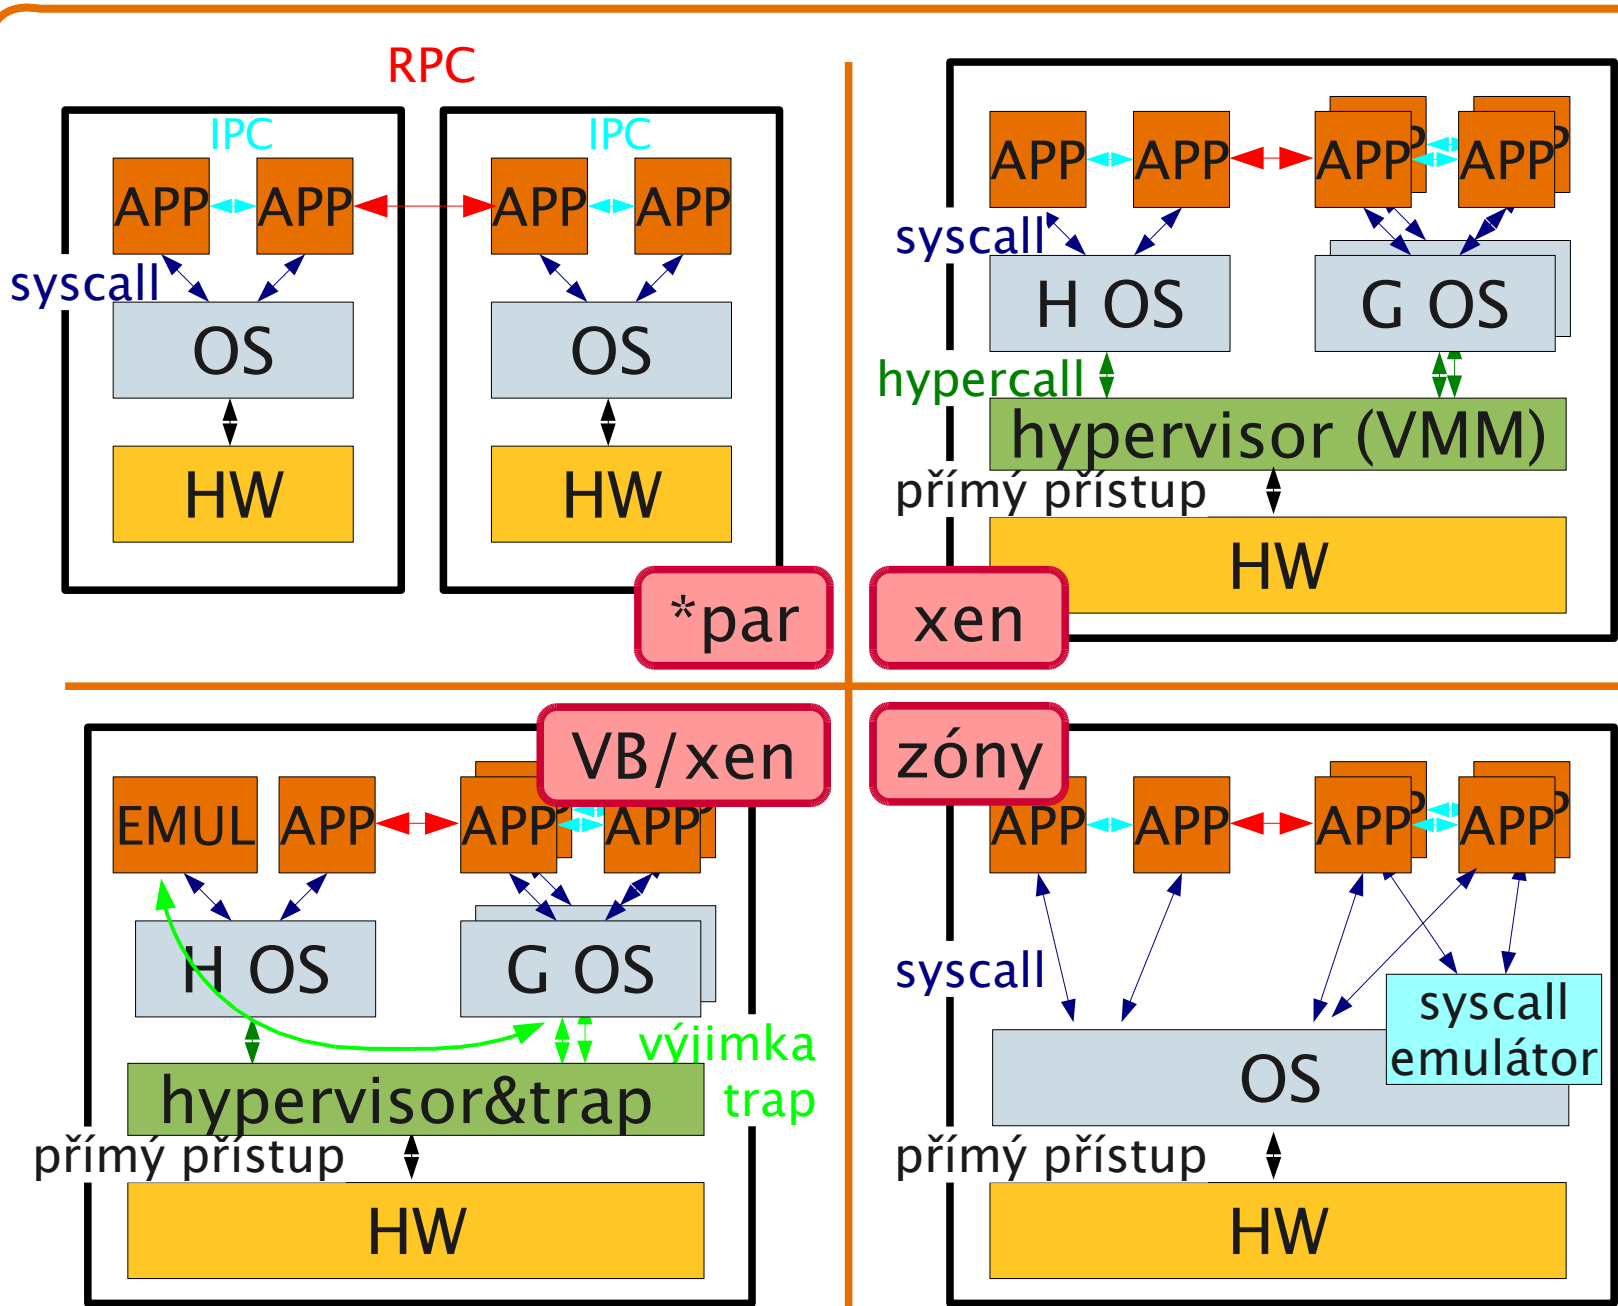 RPC
IPC
IPC
APP APP APP APP
syscall
OS OS
HW HW
*par
APP APP APP APP
syscall
H OS G OS
hypercall
hypervisor (VMM)
přímý přístup
HW
xen
VB/xen
EMUL APP APP APP
H OS G OS
výjimka
trap
hypervisor&trap
přímý přístup
HW
zóny
APP APP APP P APP P
syscall
syscall
emulátor
OS
přímý přístup
HW